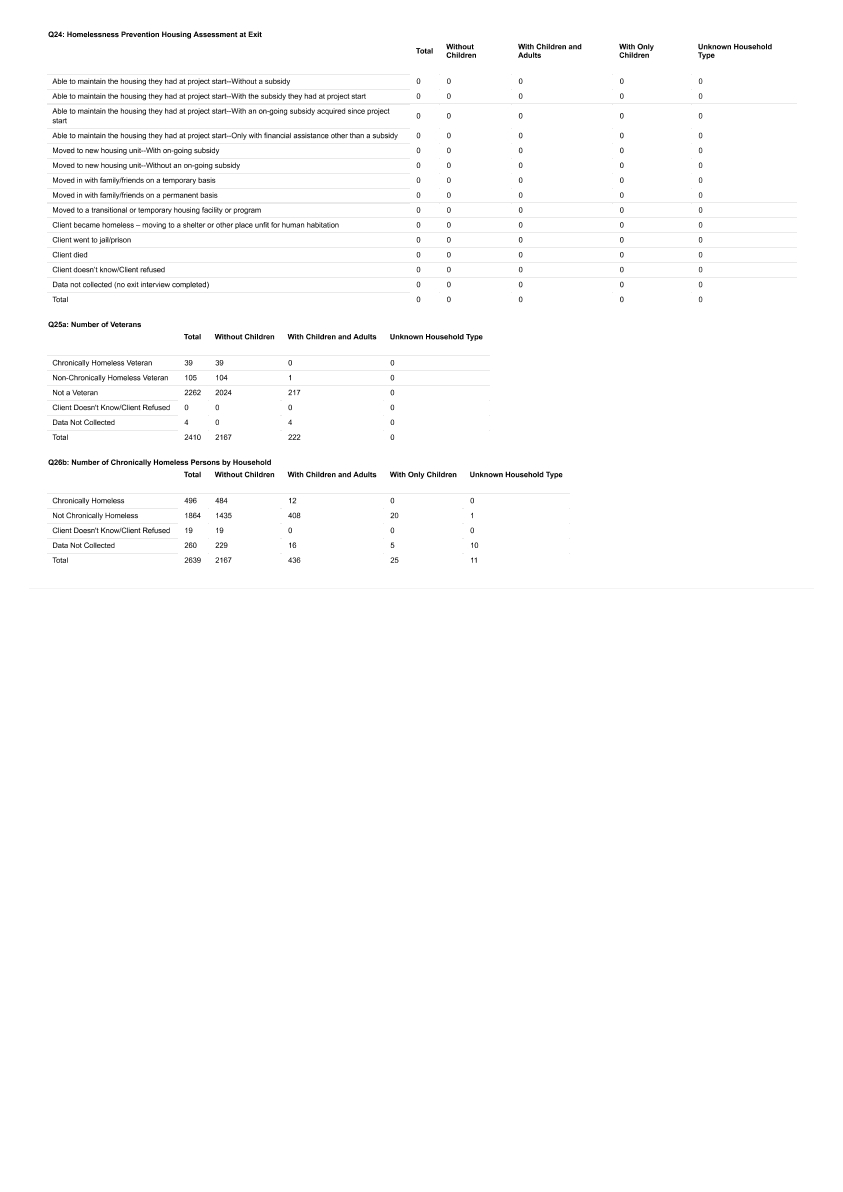 Q24: Homelessness Prevention Housing Assessment at Exit
Total Without Children With Children and Adults With Only Children Unknown Household Type
Able to maintain the housing they had at project start--Without a subsidy 0 0 0 0 0
Able to maintain the housing they had at project start--With the subsidy they had at project start 0 0 0 0 0
Able to maintain the housing they had at project start--With an on-going subsidy acquired since project start 0 0 0 0 0
Able to maintain the housing they had at project start--Only with financial assistance other than a subsidy 0 0 0 0 0
Moved to new housing unit--With on-going subsidy 0 0 0 0 0
Moved to new housing unit--Without an on-going subsidy 0 0 0 0 0
Moved in with family/friends on a temporary basis 0 0 0 0 0
Moved in with family/friends on a permanent basis 0 0 0 0 0
Moved to a transitional or temporary housing facility or program 0 0 0 0 0
Client became homeless – moving to a shelter or other place unfit for human habitation 0 0 0 0 0
Client went to jail/prison 0 0 0 0 0
Client died 0 0 0 0 0
Client doesn't know/Client refused 0 0 0 0 0
Data not collected (no exit interview completed) 0 0 0 0 0
Total 0 0 0 0 0
Q25a: Number of Veterans
Total Without Children With Children and Adults Unknown Household Type
Chronically Homeless Veteran 39 39 0 0
Non-Chronically Homeless Veteran 105 104 1 0
Not a Veteran 2262 2024 217 0
Client Doesn't Know/Client Refused 0 0 0 0
Data Not Collected 4 0 4 0
Total 2410 2167 222 0
Q26b: Number of Chronically Homeless Persons by Household
Total Without Children With Children and Adults With Only Children Unknown Household Type
Chronically Homeless 496 484 12 0 0
Not Chronically Homeless 1864 1435 408 20 1
Client Doesn't Know/Client Refused 19 19 0 0 0
Data Not Collected 260 229 16 5 10
Total 2639 2167 436 25 11